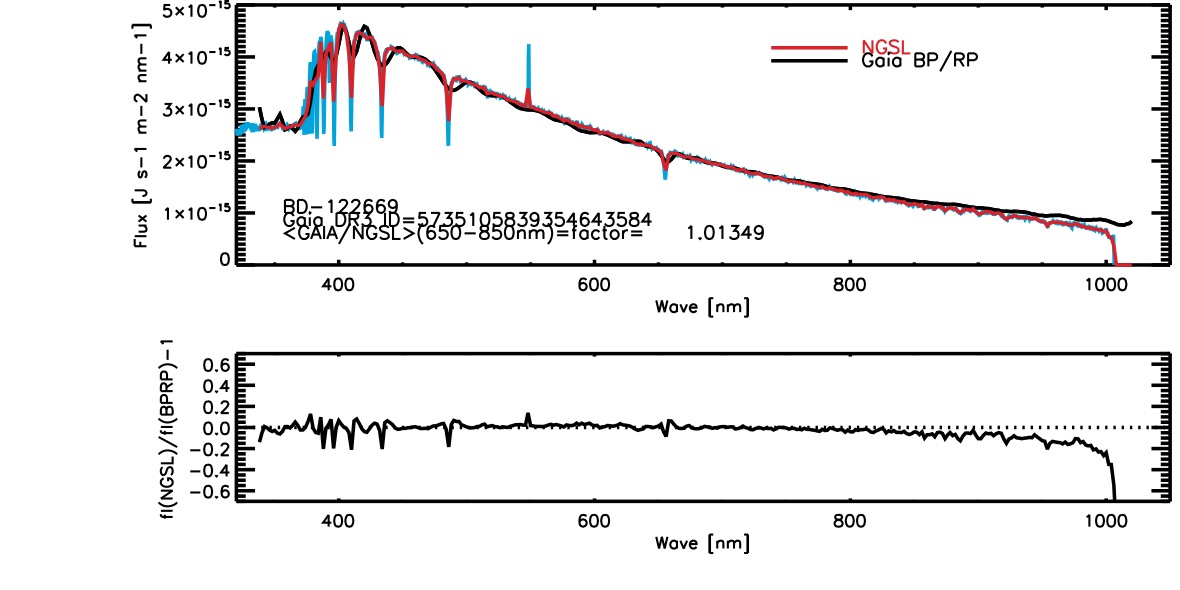 5×10−15
4×10−15
3×10−15
2×10−15
1×10−15
0
Flux [J s−1 m−2 nm−1]
NGSL
Gaia BP/RP
BD−122669
Gaia DR3 ID=5735105839354643584
<GAIA/NGSL>(650−850nm)=factor= 1.01349
400 600 800 1000
Wave [nm]
fl(NGSL)/fl(BPRP)−1
0.6
0.4
0.2
0.0
−0.2
−0.4
−0.6
400 600 800 1000
Wave [nm]